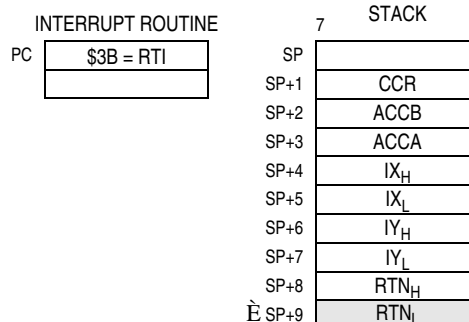 INTERRUPT ROUTINE
PC $3B = RTI
7 STACK
SP
SP+1 CCR
SP+2 ACCB
SP+3 ACCA
SP+4 IXH
SP+5 IXL
SP+6 IYH
SP+7 IYL
SP+8 RTNH
È SP+9 RTNL